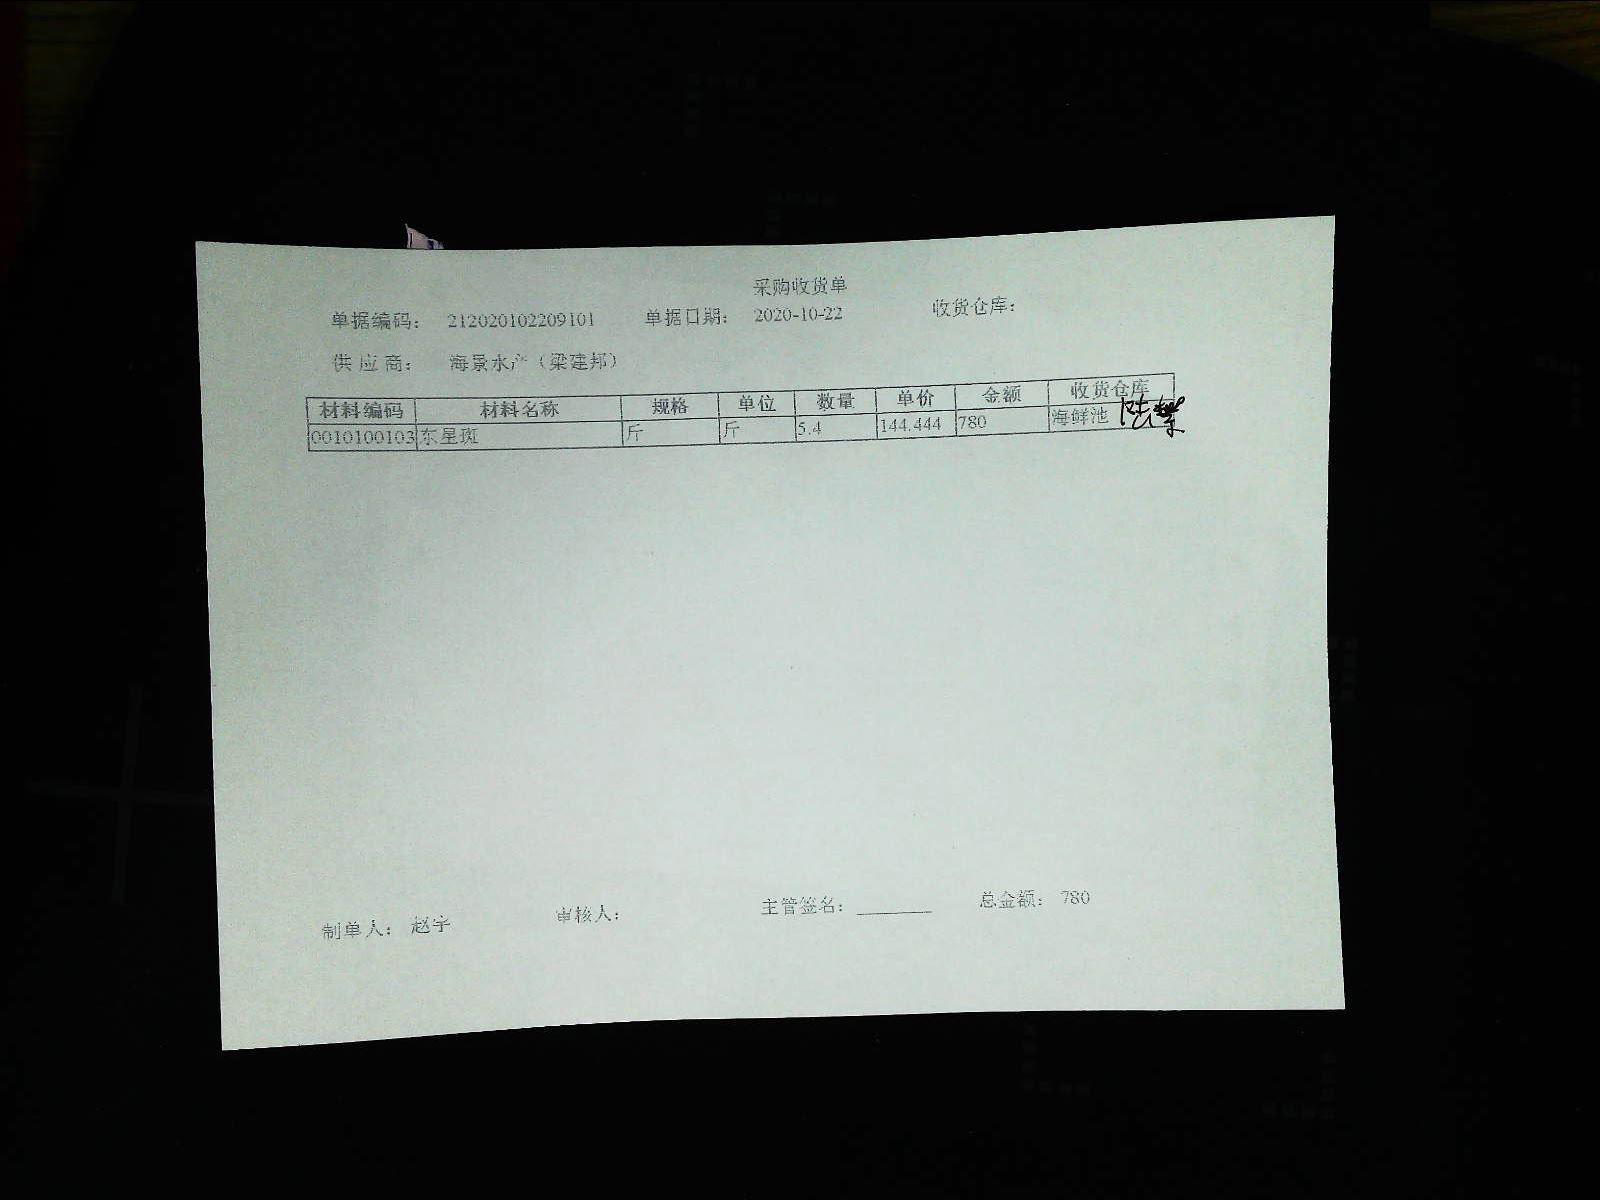 采购收货单
单据编码： 212020102209101 单据日期： 2020-10-22 收货仓库：
供 应 商： 海景水产（梁建邦）
材料编码 材料名称 规格 单位 数量 单价 金额 收货仓库
0010100103 东星斑 斤 斤 5.4 144.444 780 海鲜池
制单人： 赵宇 审核人： 主管签名： ________ 总金额： 780